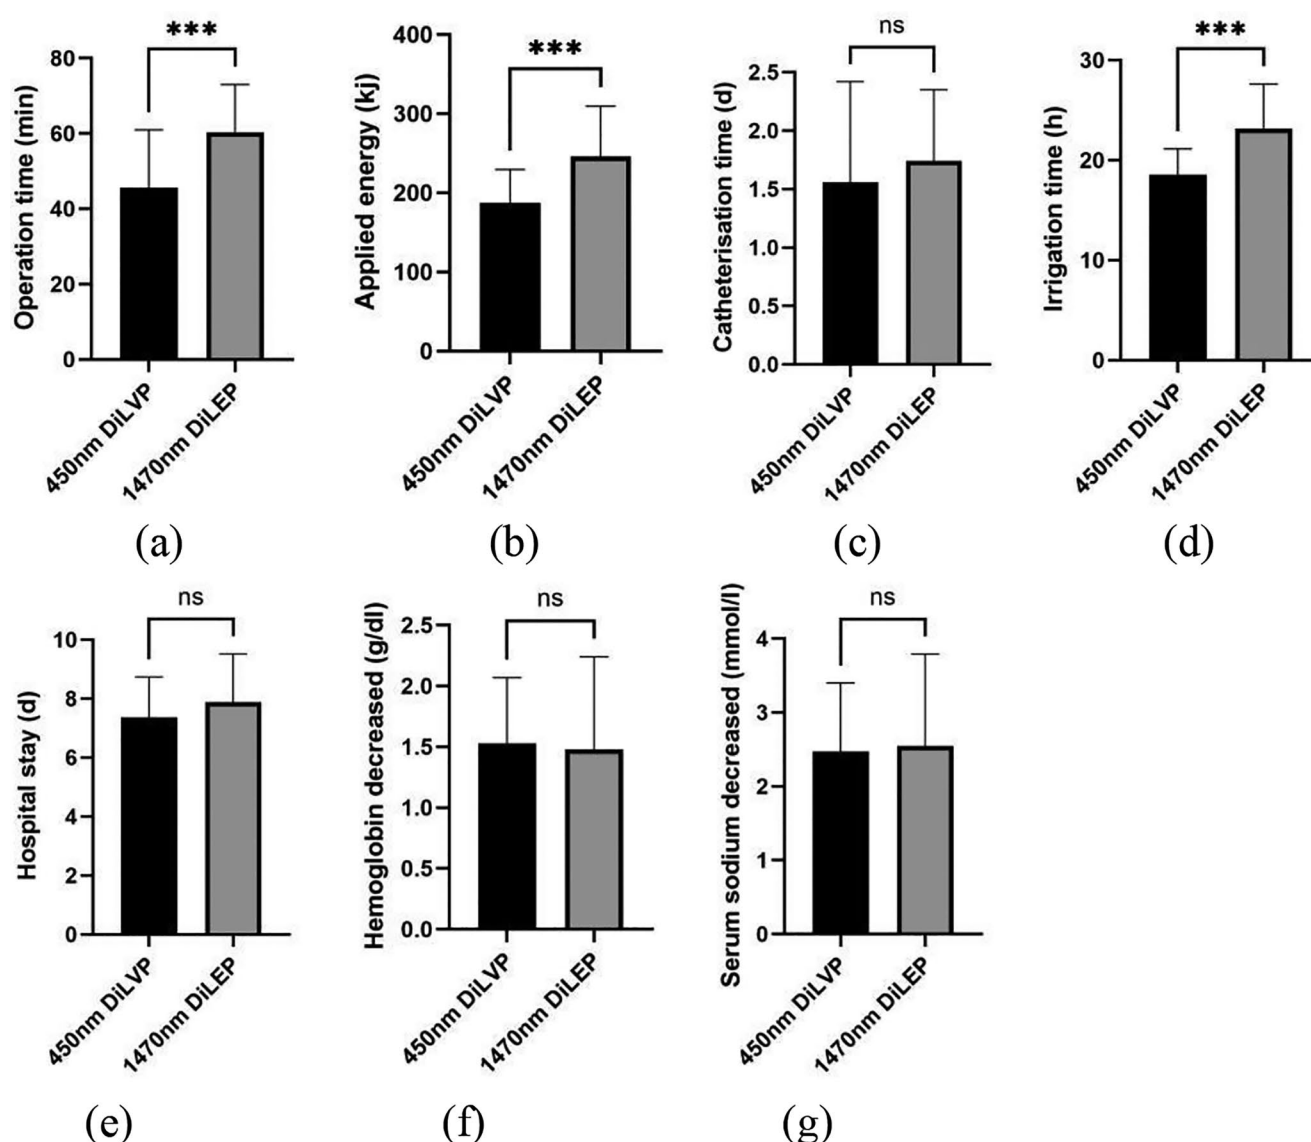 ***
80
60
40
20
0
Operation time (min)
450nm DiLVP
1470nm DiLEP
(a)
***
400
300
200
100
0
Applied energy (kj)
450nm DiLVP
1470nm DiLEP
(b)
ns
2.5
2.0
1.5
1.0
0.5
0.0
Catheterisation time (d)
450nm DiLVP
1470nm DiLEP
(c)
***
30
20
10
0
Irrigation time (h)
450nm DiLVP
1470nm DiLEP
(d)
ns
10
8
6
4
2
0
Hospital stay (d)
450nm DiLVP
1470nm DiLEP
(e)
ns
2.5
2.0
1.5
1.0
0.5
0.0
Hemoglobin decreased (g/dl)
450nm DiLVP
1470nm DiLEP
(f)
ns
4
3
2
1
0
Serum sodium decreased (mmol/l)
450nm DiLVP
1470nm DiLEP
(g)